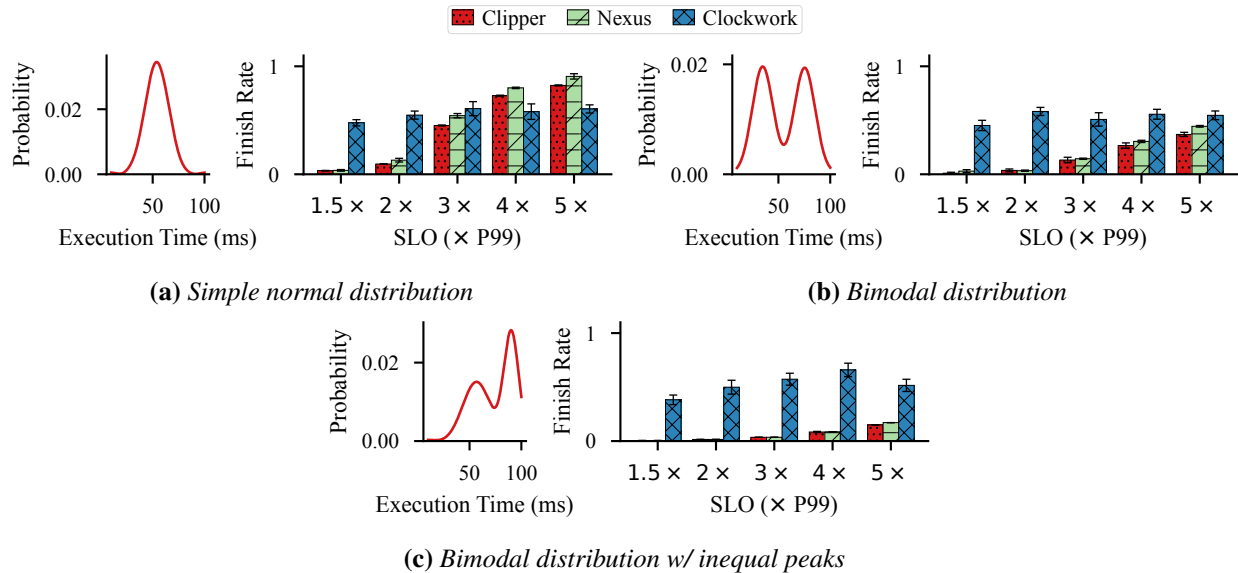 Clipper Nexus Clockwork
Probability
0.02
0.00
50 100
Execution Time (ms)
Finish Rate
1
0
1.5 × 2 × 3 × 4 × 5 ×
SLO (× P99)
(a) Simple normal distribution
Probability
0.02
0.00
50 100
Execution Time (ms)
Finish Rate
1
0
1.5 × 2 × 3 × 4 × 5 ×
SLO (× P99)
(b) Bimodal distribution
Probability
0.02
0.00
50 100
Execution Time (ms)
Finish Rate
1
0
1.5 × 2 × 3 × 4 × 5 ×
SLO (× P99)
(c) Bimodal distribution w/ inequal peaks